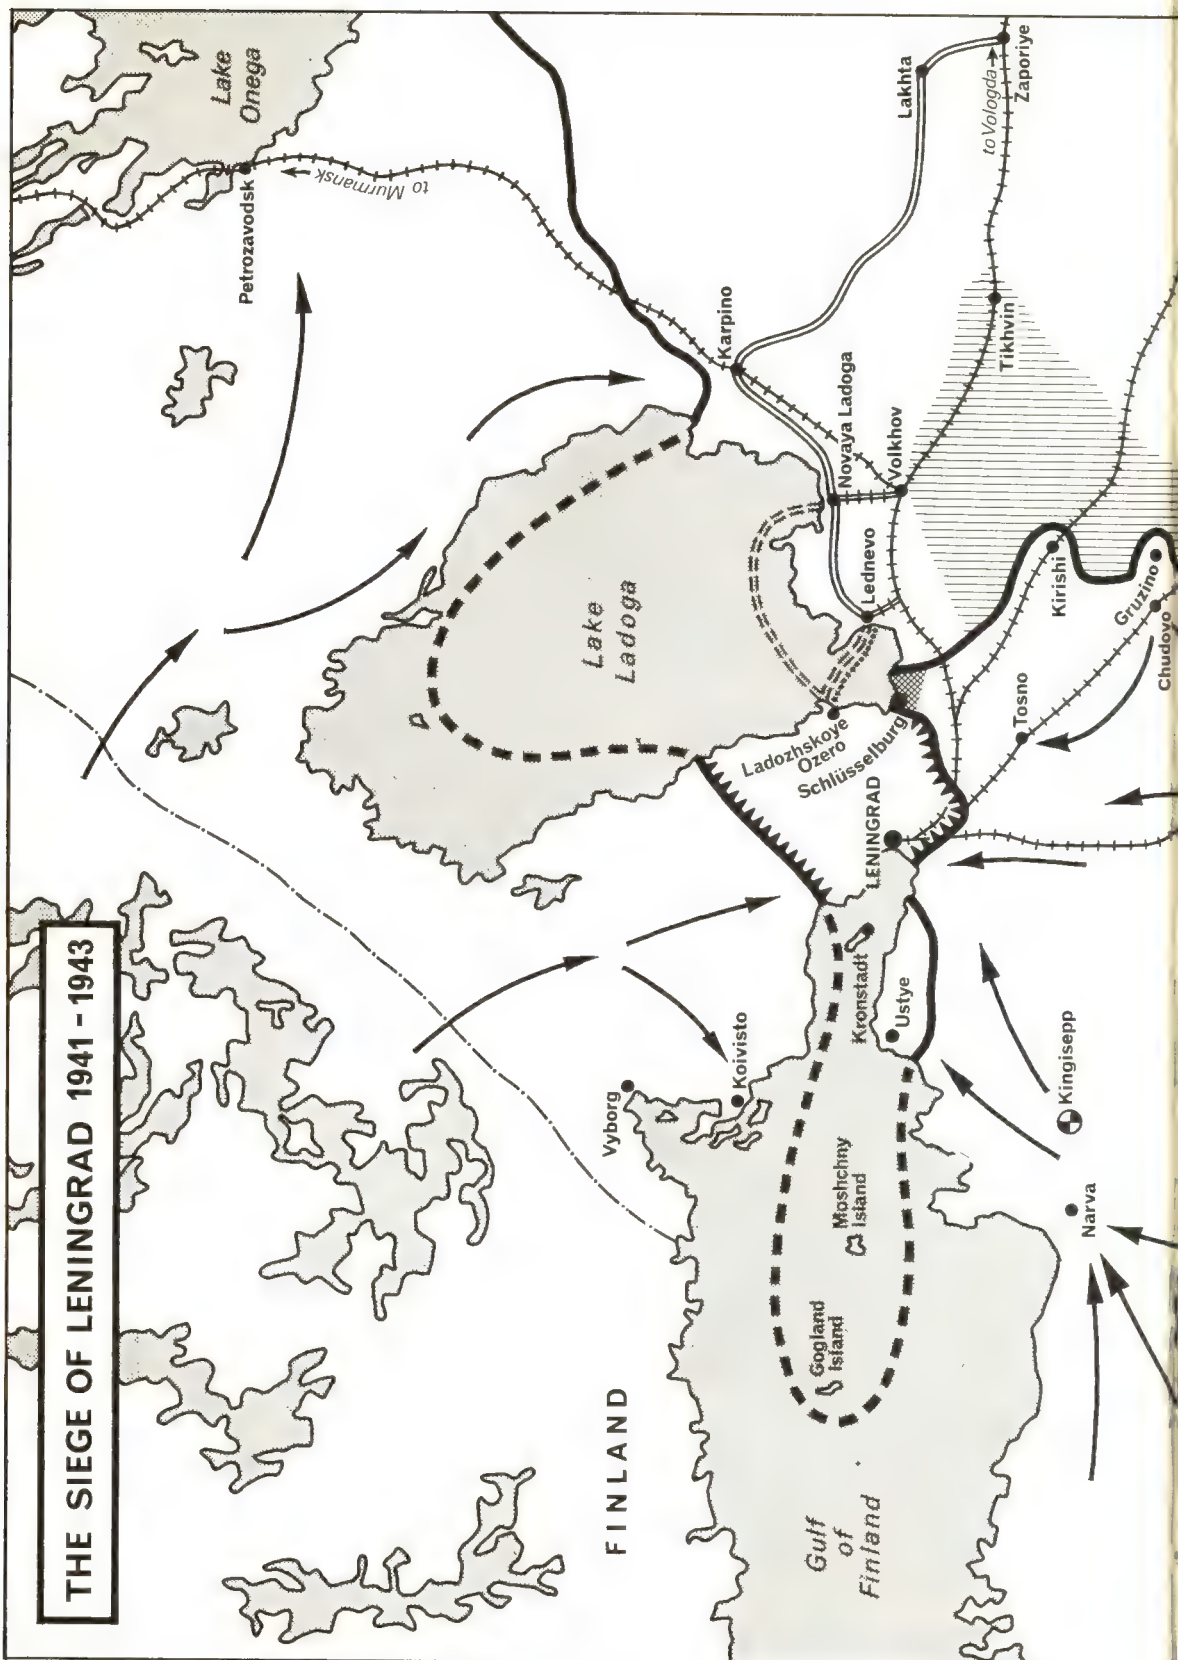 THE SIEGE OF LENINGRAD 1941–1943
Lake
Onega
Petrozavodsk
to Murmansk
Lakhta
to Vologda
Zaporiye
Karpino
Tikhvin
Novaya Ladoga
Volkhov
Lednevo
Kirishi
Gruzino
Chudovo
Lake
Ladoga
Ladozhskoye
Ozero
Schlüsselburg
Tosno
LENINGRAD
Kronstadt
Ustye
Koivisto
Vyborg
Kingisepp
Narva
Moshchny
Island
Gogland
Island
FINLAND
Gulf
of
Finland